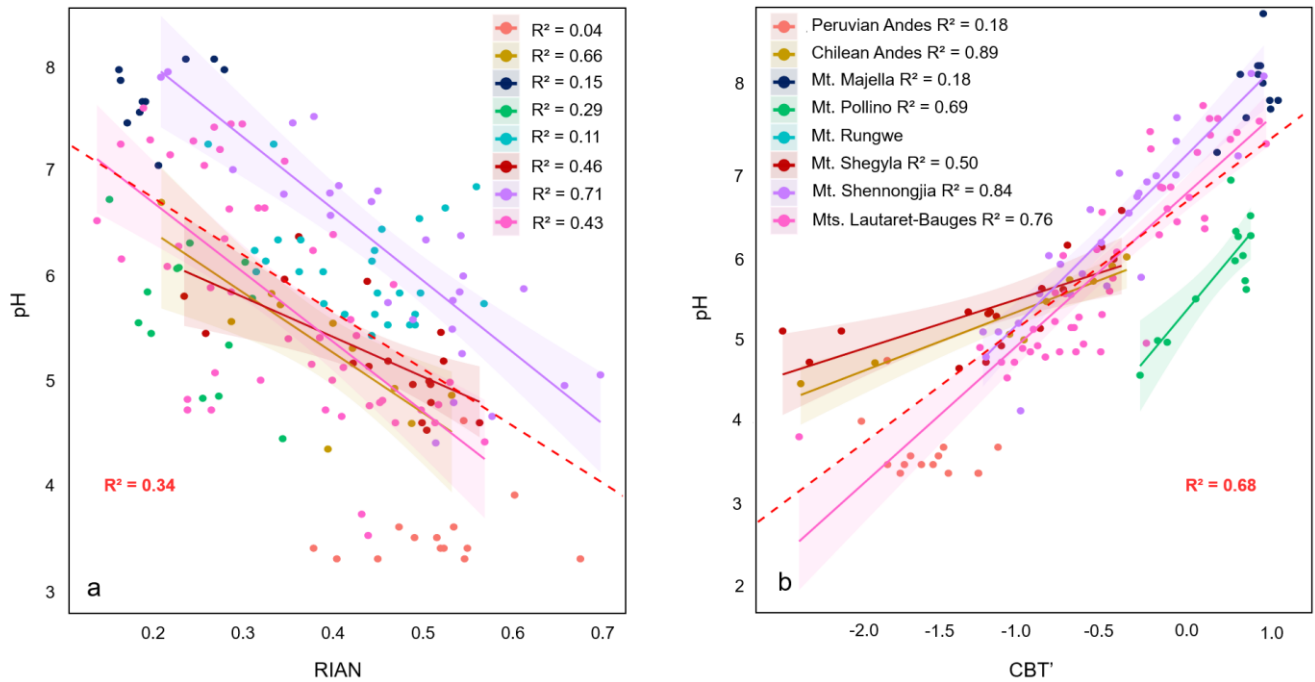 R² = 0.04
R² = 0.66
R² = 0.15
R² = 0.29
R² = 0.11
R² = 0.46
R² = 0.71
R² = 0.43
8
7
6
5
4
3
pH
R² = 0.34
a
0.2
0.3
0.4
0.5
0.6
0.7
RIAN
Peruvian Andes R² = 0.18
Chilean Andes R² = 0.89
Mt. Majella R² = 0.18
Mt. Pollino R² = 0.69
Mt. Rungwe
Mt. Shegyla R² = 0.50
Mt. Shennongjia R² = 0.84
Mts. Lautaret-Bauges R² = 0.76
8
7
6
5
4
3
2
pH
R² = 0.68
b
-2.0
-1.5
-1.0
-0.5
0.0
1.0
CBT'